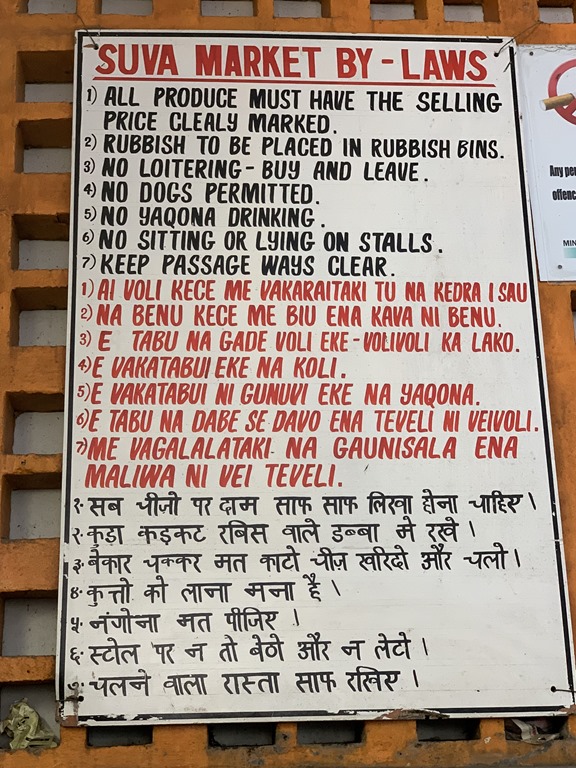 SUVA MARKET BY-LAWS
1) ALL PRODUCE MUST HAVE THE SELLING
PRICE CLEALY MARKED.
2) RUBBISH TO BE PLACED IN RUBBISH BINS.
3) NO LOITERING- BUY AND LEAVE.
4) NO DOGS PERMITTED.
5) NO YAQONA DRINKING.
6) NO SITTING OR LYING ON STALLS.
7) KEEP PASSAGE WAYS CLEAR.
1) AI VOLI KECE ME VAKARAITAKI TU NA KEDRA I SAU
2) NA BENU KECE ME BIU ENA KAVA NI BENU.
3) E TABU NA GADE VOLI EKE-VOLIVOLI KA LAKO.
4) E VAKATABUI EKE NA KOLI.
5) E VAKATABUI NI GUNUVI EKE NA YAQONA.
6) E TABU NA DABE SE DAVO ENA TEVELI NI VEIVOLI.
7) ME VAGALALATAKI NA GAUNISALA ENA
MALIWA NI VEI TEVELI.
१. सब चीज़ो पर दाम साफ साफ लिखा होना चाहिए।
२. कुड़ा कड़कट रबिस वाले डब्बा मे रखे।
३. बेकार चक्कर मत काटो चीज़ खरिदो और चलो।
४. कुत्तो को लाना मना है।
५. नंगोना मत पीजिए।
६. स्टोल पर न तो बेठो और न लेटो।
७. चलने वाला रास्ता साफ रखिए।
Any pe
offenc
MIN